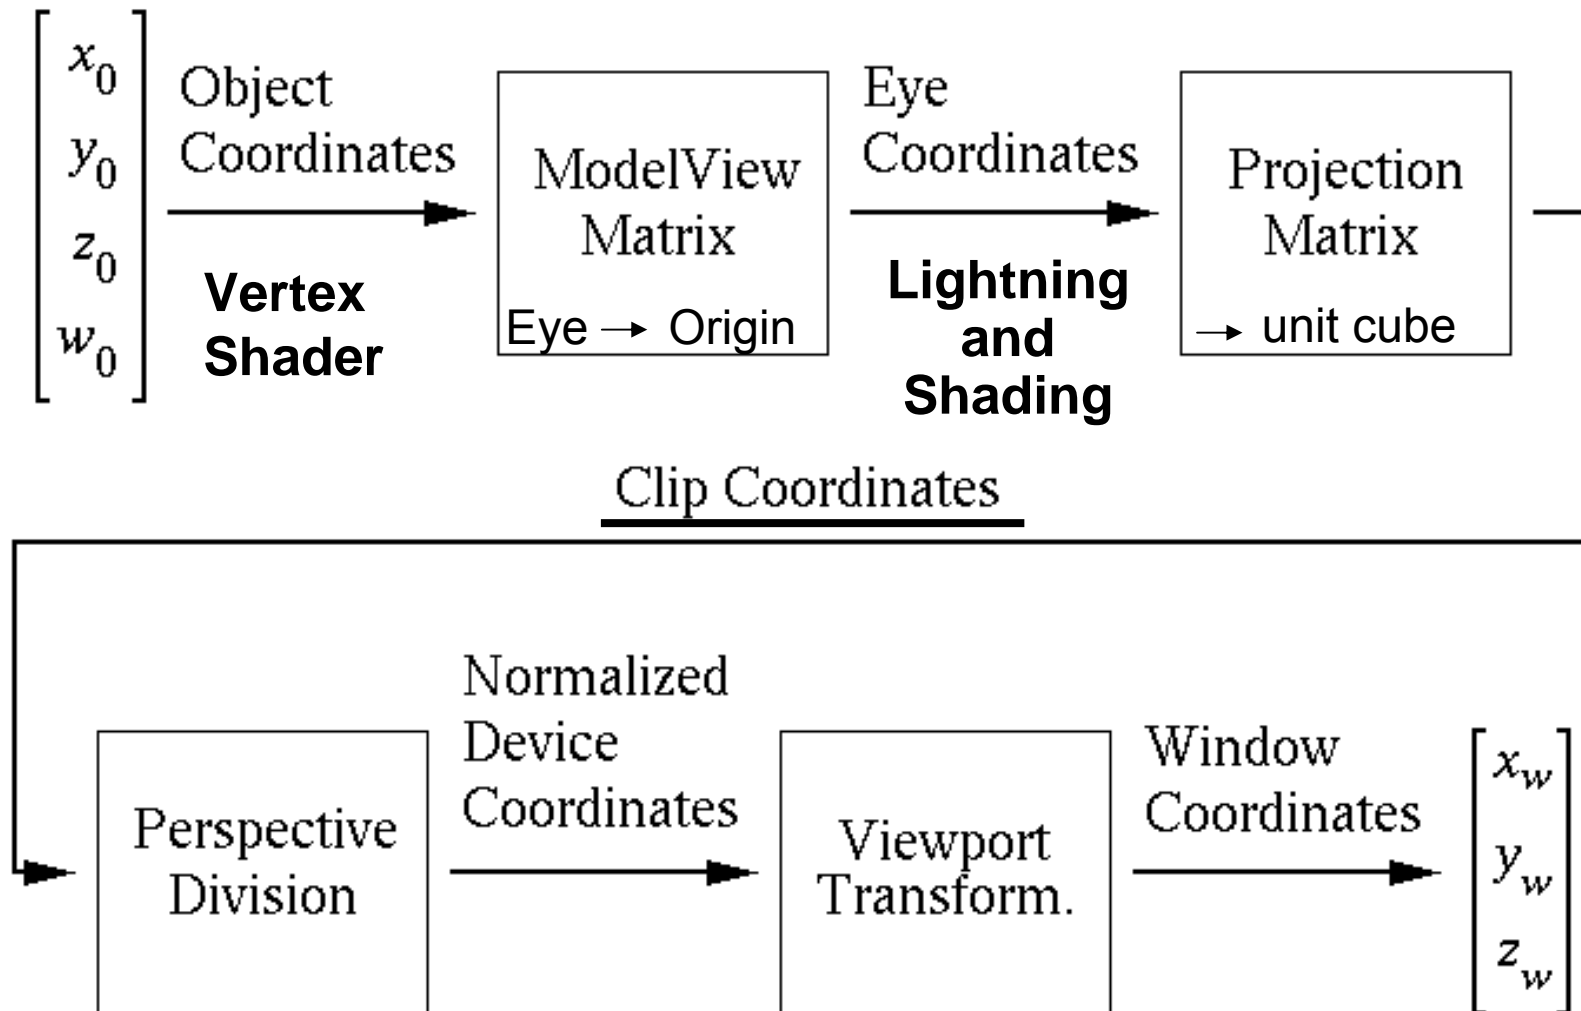 x0
y0
z0
w0
Object
Coordinates
Vertex
Shader
ModelView
Matrix
Eye → Origin
Eye
Coordinates
Lightning
and
Shading
Projection
Matrix
→ unit cube
Clip Coordinates
Perspective
Division
Normalized
Device
Coordinates
Viewport
Transform.
Window
Coordinates
xw
yw
zw